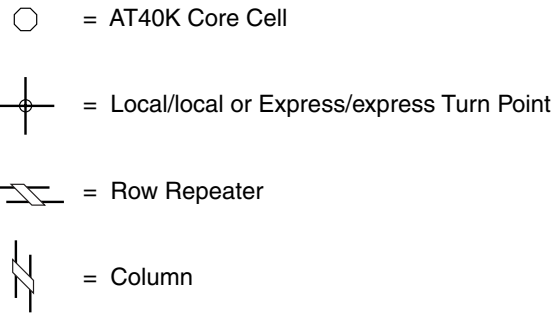 = AT40K Core Cell
= Local/local or Express/express Turn Point
= Row Repeater
= Column